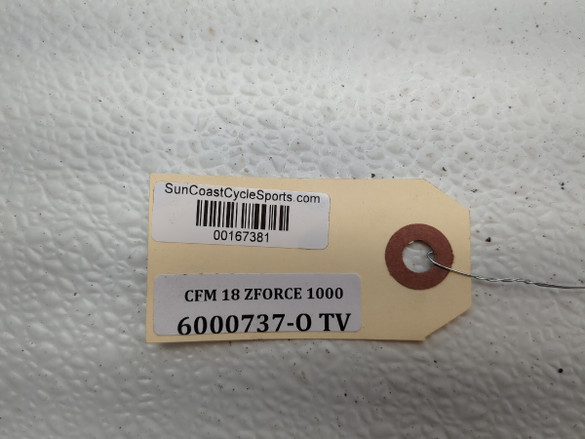 SunCoastCycleSports.com
00167381
CFM 18 ZFORCE 1000
6000737-O TV